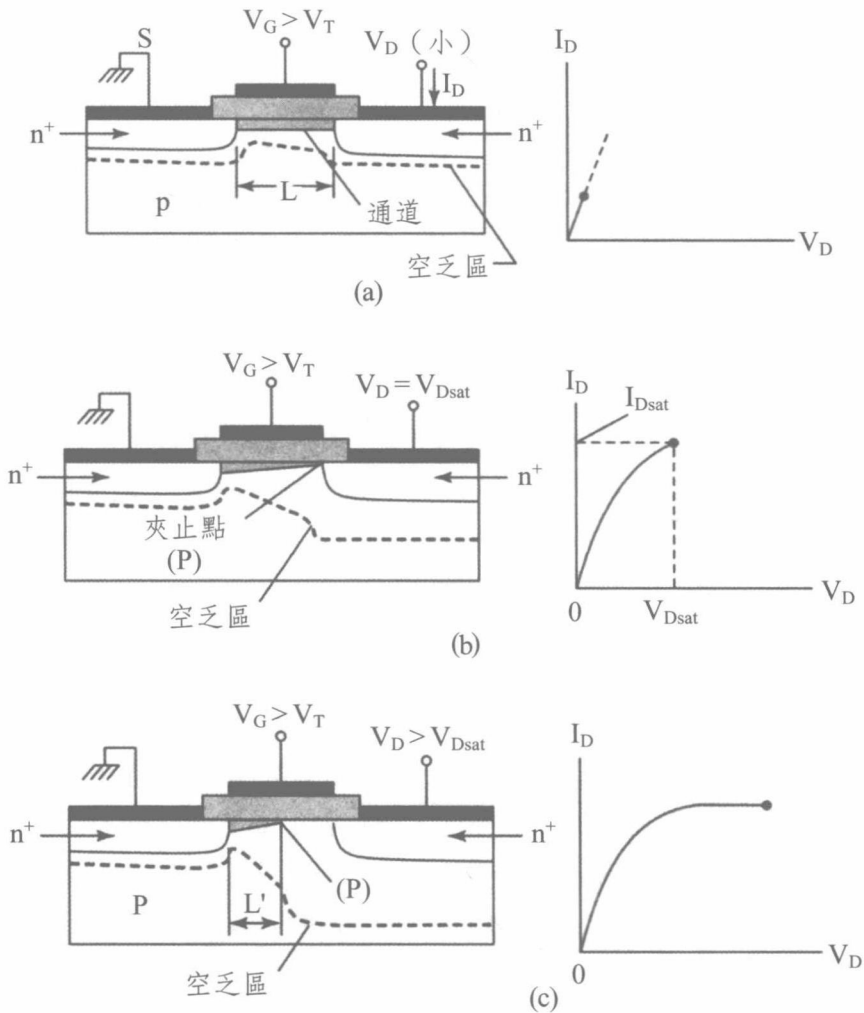 V_G > V_T
S
V_D（小）
I_D
n⁺
n⁺
L
p
通道
空乏區
I_D
V_D
(a)
V_G > V_T
V_D = V_Dsat
n⁺
n⁺
夾止點
(P)
空乏區
I_D
I_Dsat
0
V_Dsat
V_D
(b)
V_G > V_T
V_D > V_Dsat
n⁺
n⁺
P
L'
(P)
空乏區
I_D
0
V_D
(c)